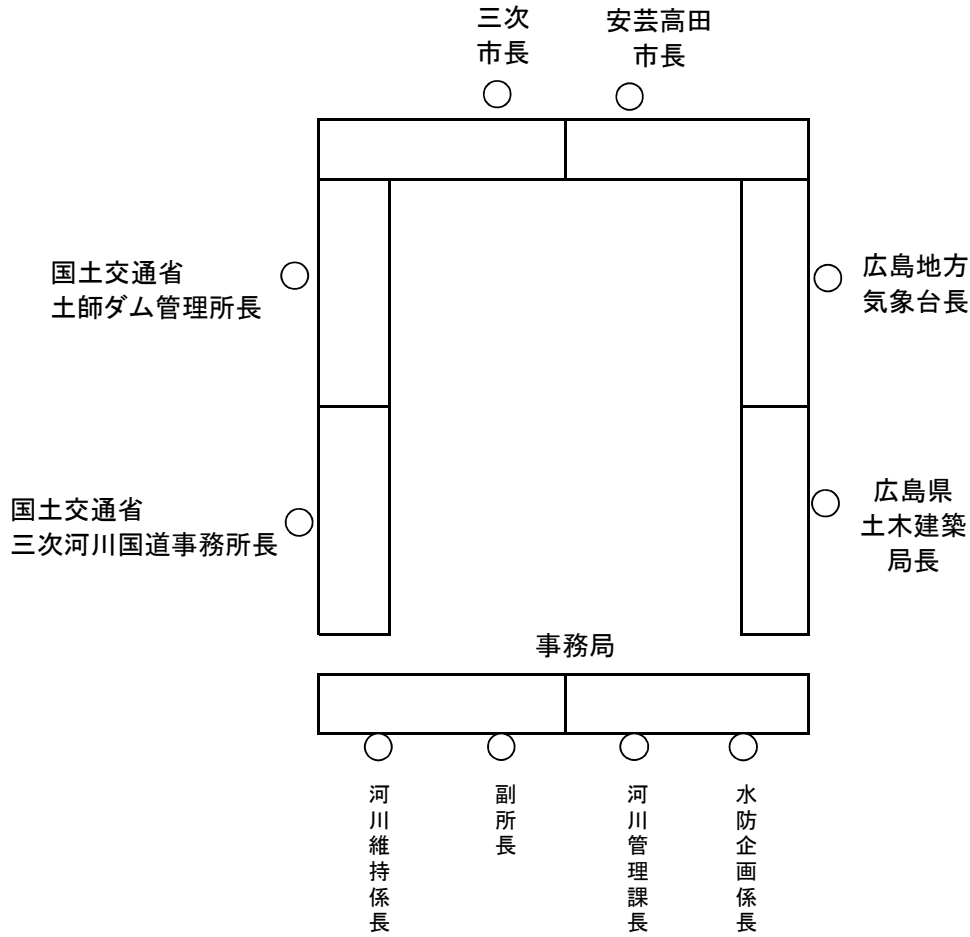 三次
市長
安芸高田
市長
国土交通省
土師ダム管理所長
広島地方
気象台長
国土交通省
三次河川国道事務所長
広島県
土木建築
局長
事務局
河川維持係長
副所長
河川管理課長
水防企画係長